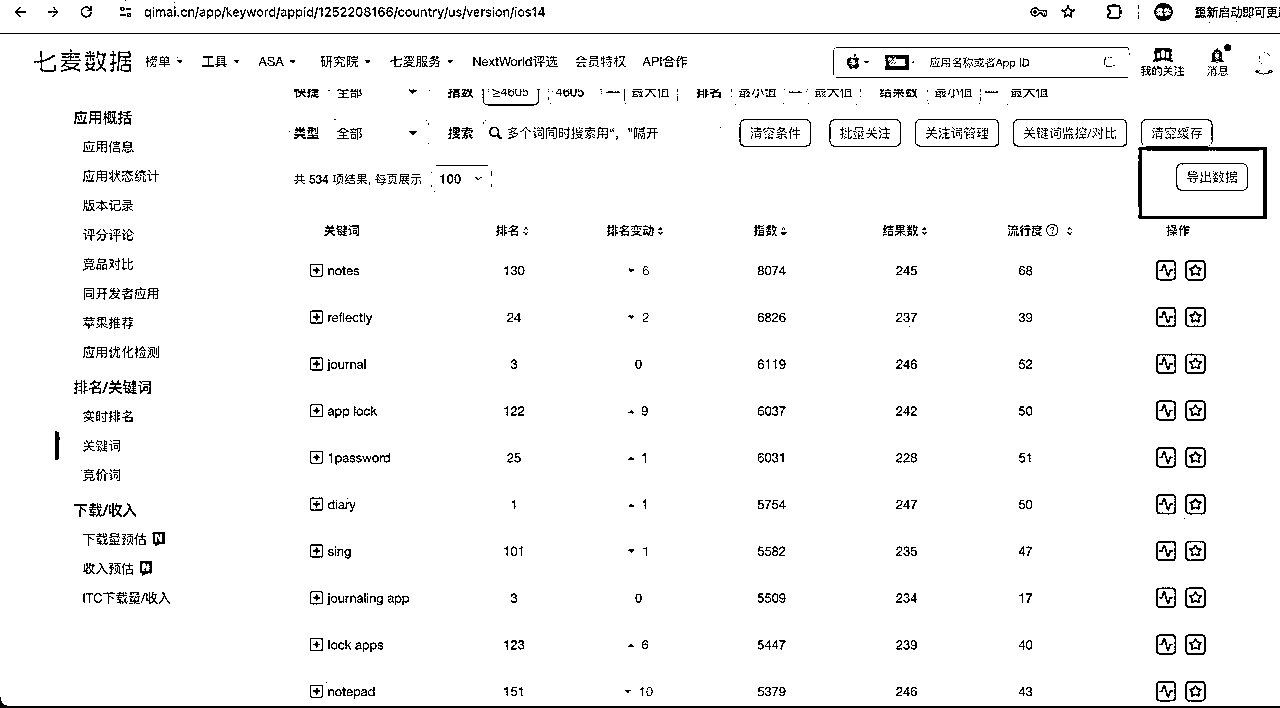 qimai.cn/app/keyword/appid/1252208166/country/us/version/ios14 重新启动即可更
七麦数据 榜单 工具 ASA 研究院 七麦服务 NextWorld评选 会员特权 API合作 应用名称或者App ID 我的关注 消息
快捷 全部 指数 ≥4605 4605 — 最大值 排名 最小值 — 最大值 结果数 最小值 — 最大值
类型 全部 搜索 多个词同时搜索用“，”隔开 清空条件 批量关注 关注词管理 关键词监控/对比 清空缓存
共 534 项结果, 每页展示 100 导出数据
应用概括
应用信息
应用状态统计
版本记录
评分评论
竞品对比
同开发者应用
苹果推荐
应用优化检测
排名/关键词
实时排名
关键词
竞价词
下载/收入
下载量预估 N
收入预估
ITC下载量/收入
关键词 排名 排名变动 指数 结果数 流行度 ? 操作
notes 130 6 8074 245 68
reflectly 24 2 6826 237 39
journal 3 0 6119 246 52
app lock 122 9 6037 242 50
1password 25 1 6031 228 51
diary 1 1 5754 247 50
sing 101 1 5582 235 47
journaling app 3 0 5509 234 17
lock apps 123 6 5447 239 40
notepad 151 10 5379 246 43